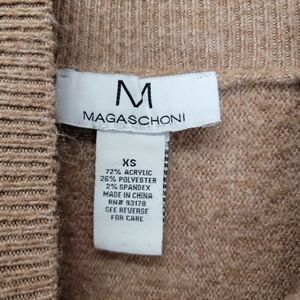 M
MAGASCHONI
XS
72% ACRYLIC
26% POLYESTER
2% SPANDEX
MADE IN CHINA
RN# 93178
SEE REVERSE
FOR CARE